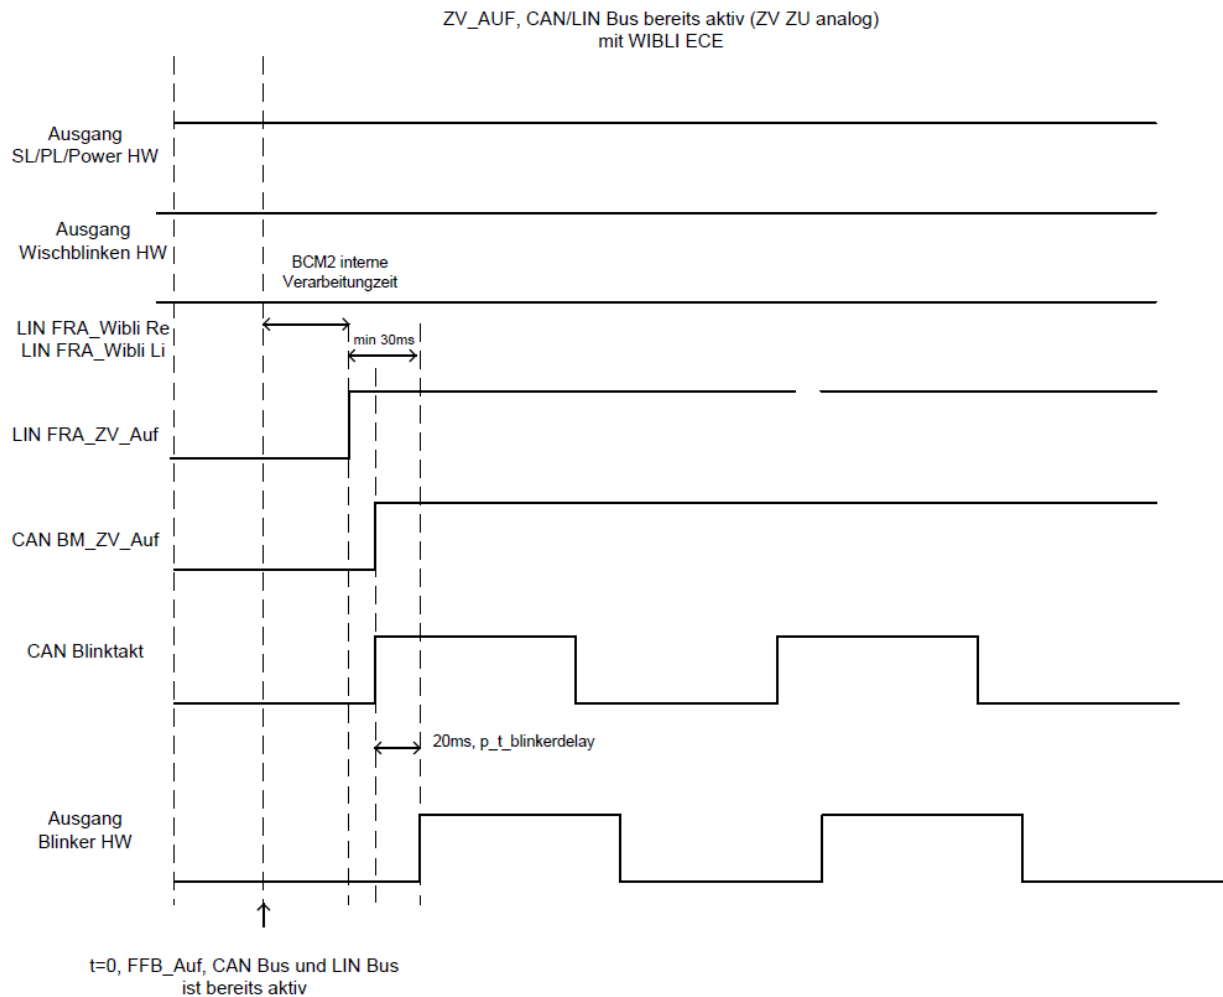 ZV_AUF, CAN/LIN Bus bereits aktiv (ZV ZU analog)
mit WIBLI ECE
Ausgang
SL/PL/Power HW
Ausgang
Wischblinken HW
BCM2 interne
Verarbeitungzeit
LIN FRA_Wibli Re
LIN FRA_Wibli Li
min 30ms
LIN FRA_ZV_Auf
CAN BM_ZV_Auf
CAN Blinktakt
20ms, p_t_blinkerdelay
Ausgang
Blinker HW
t=0, FFB_Auf, CAN Bus und LIN Bus
ist bereits aktiv